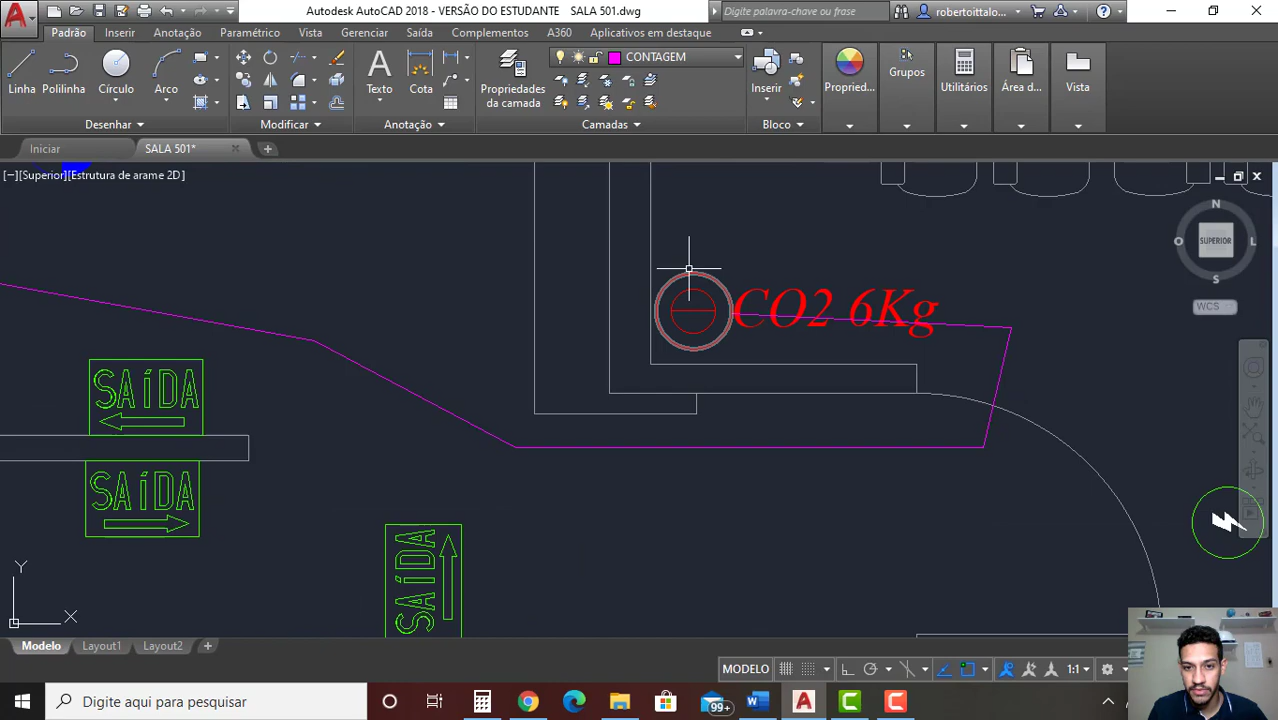 Autodesk AutoCAD 2018 - VERSÃO DO ESTUDANTE SALA 501.dwg
Digite palavra-chave ou frase
robertoittalo...
Padrão Inserir Anotação Paramétrico Vista Gerenciar Saída Complementos A360 Aplicativos em destaque
CONTAGEM
Linha Polilinha Círculo Arco Texto Cota Propriedades da camada Inserir Propried... Grupos Utilitários Área d... Vista
Desenhar Modificar Anotação Camadas Bloco
Iniciar SALA 501*
[−][Superior][Estrutura de arame 2D]
N
O SUPERIOR L
S
WCS
CO2 6Kg
SAíDA
SAíDA
SAíDA
Y
X
Modelo Layout1 Layout2
MODELO 1:1
Digite aqui para pesquisar
99+